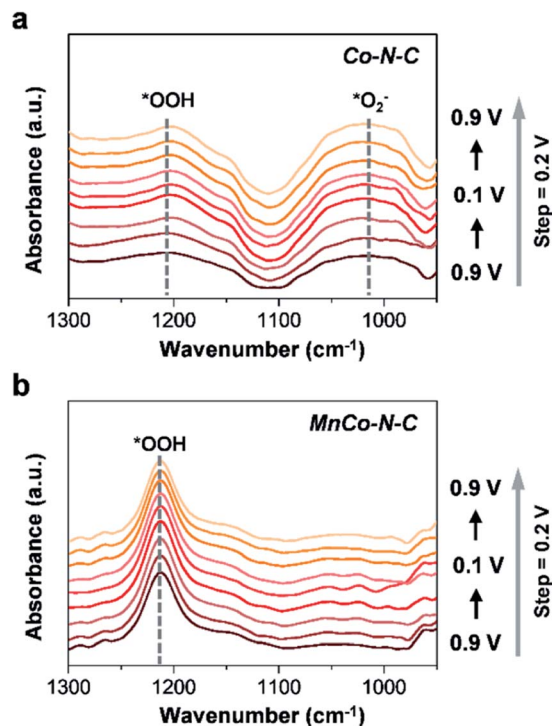 a
Co-N-C
*OOH
*O₂⁻
Absorbance (a.u.)
0.9 V
0.1 V
0.9 V
Step = 0.2 V
1300 1200 1100 1000
Wavenumber (cm⁻¹)
b
MnCo-N-C
*OOH
Absorbance (a.u.)
0.9 V
0.1 V
0.9 V
Step = 0.2 V
1300 1200 1100 1000
Wavenumber (cm⁻¹)